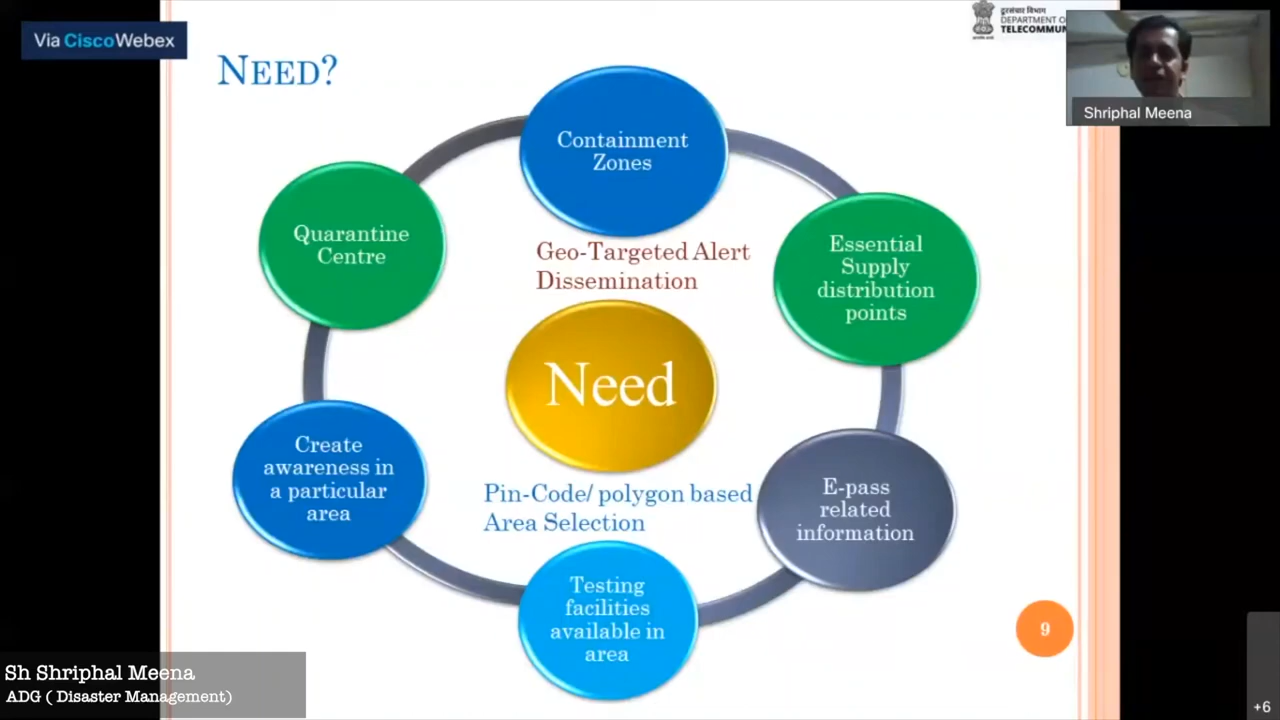 Via CiscoWebex
NEED?
दूरसंचार विभाग
DEPARTMENT O
TELECOMMUN
Shriphal Meena
Containment
Zones
Quarantine
Centre
Essential
Supply
distribution
points
Geo-Targeted Alert
Dissemination
Need
Create
awareness in
a particular
area
Pin-Code/ polygon based
Area Selection
E-pass
related
information
Testing
facilities
available in
area
9
Sh Shriphal Meena
ADG ( Disaster Management)
+6